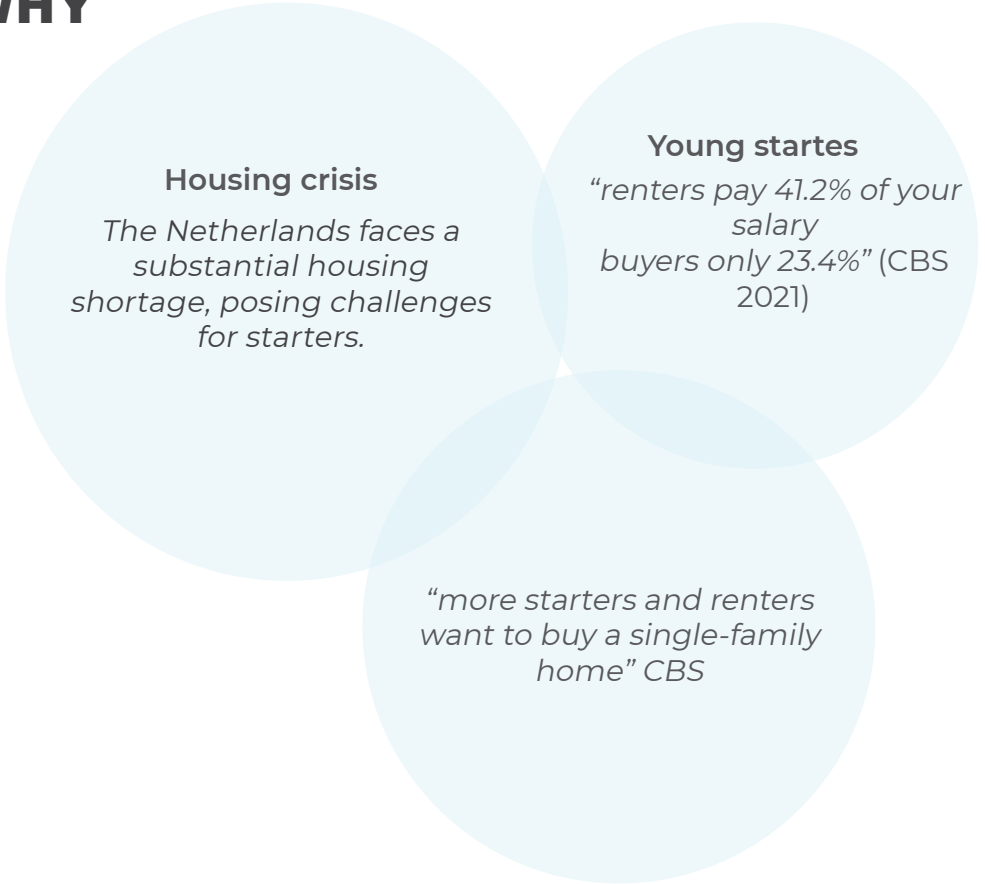 WHY
Housing crisis
The Netherlands faces a
substantial housing
shortage, posing challenges
for starters.
Young startes
“renters pay 41.2% of your
salary
buyers only 23.4%” (CBS
2021)
“more starters and renters
want to buy a single-family
home” CBS